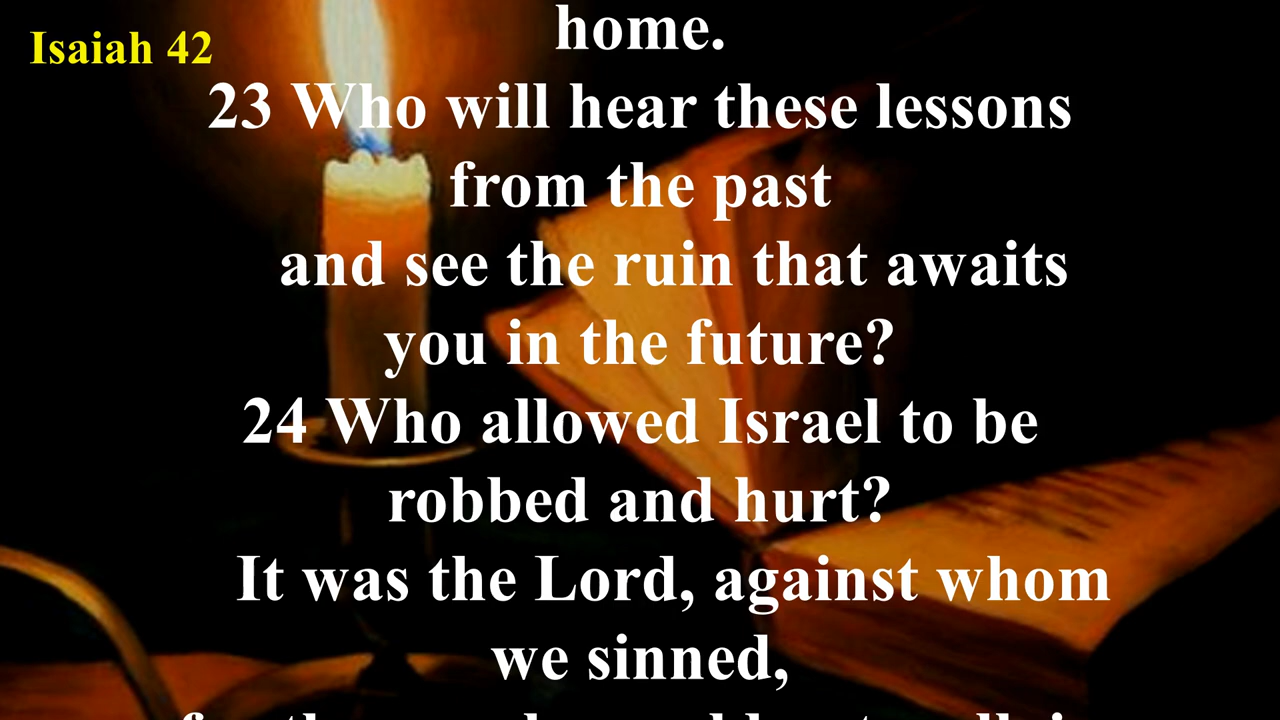 Isaiah 42
home.
23 Who will hear these lessons
from the past
and see the ruin that awaits
you in the future?
24 Who allowed Israel to be
robbed and hurt?
It was the Lord, against whom
we sinned,